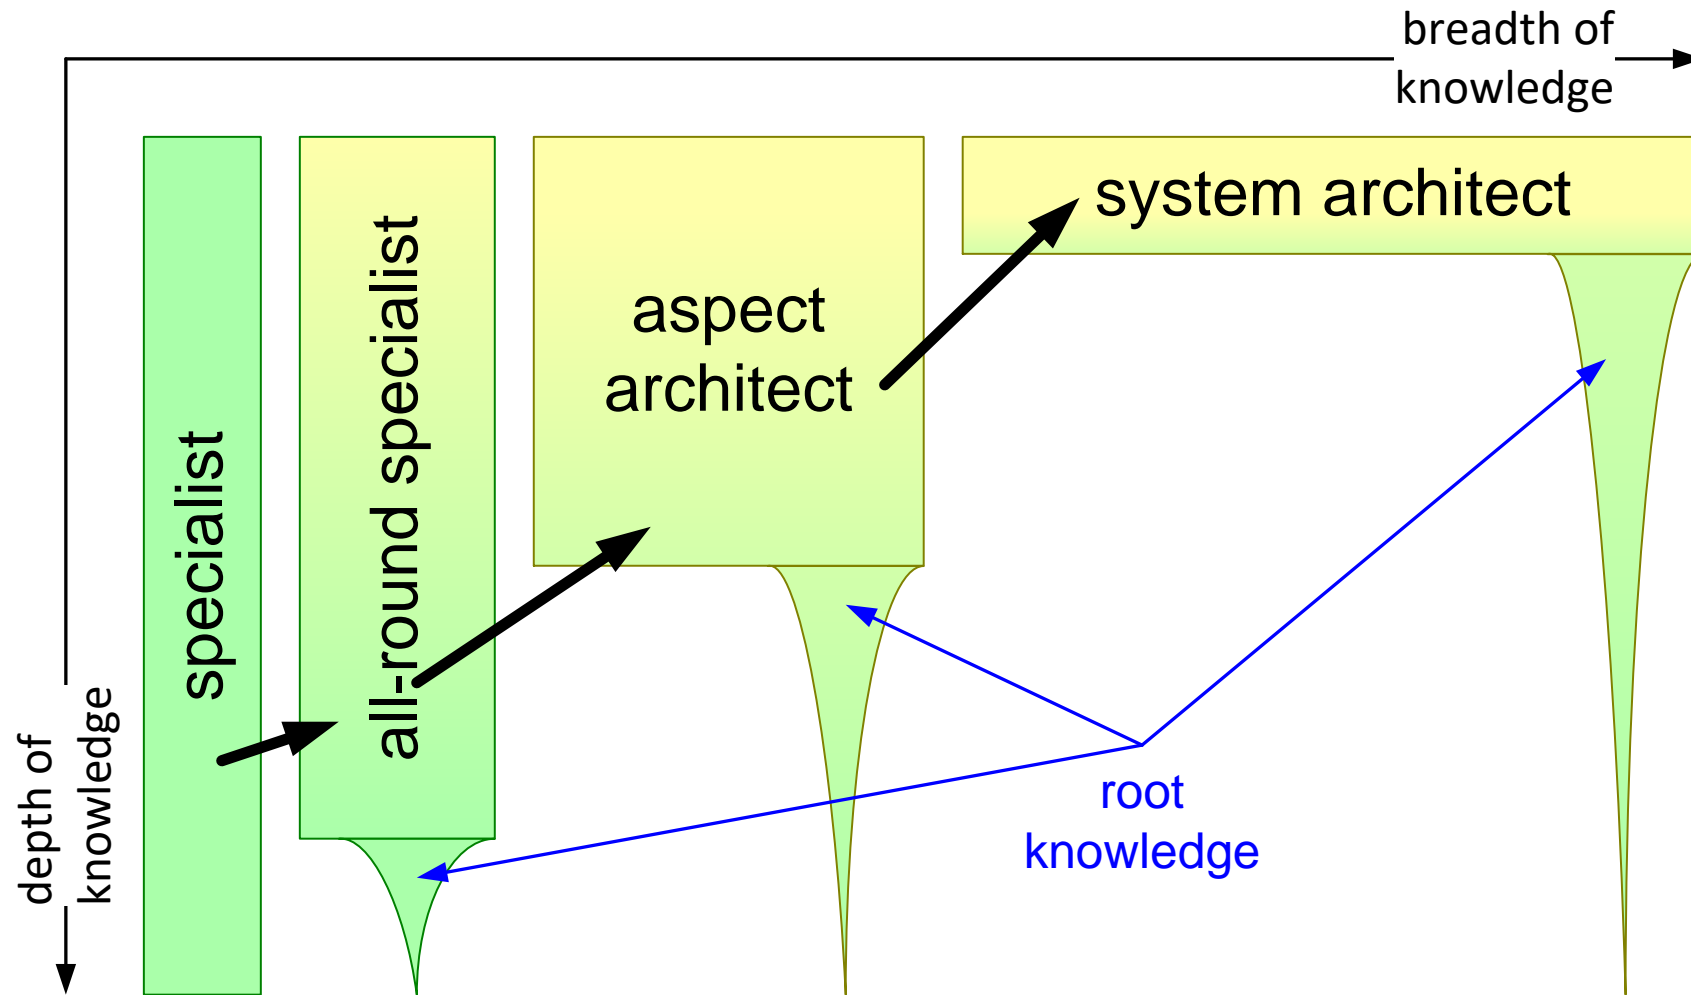 breadth of
knowledge
depth of
knowledge
specialist
all-round specialist
aspect
architect
system architect
root
knowledge